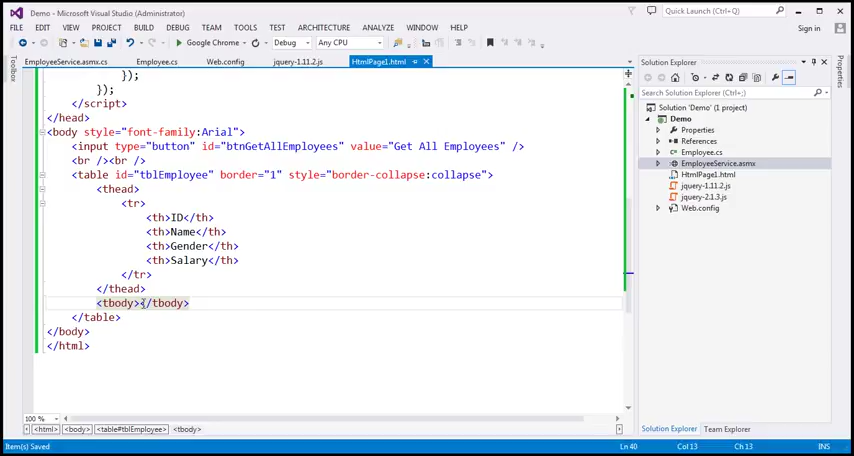 Demo - Microsoft Visual Studio (Administrator)
Quick Launch (Ctrl+Q)
FILE EDIT VIEW PROJECT BUILD DEBUG TEAM TOOLS TEST ARCHITECTURE ANALYZE WINDOW HELP
Sign in
Google Chrome Debug Any CPU
EmployeeService.asmx.cs Employee.cs Web.config jquery-1.11.2.js HtmlPage1.html
Toolbox
});
});
</script>
</head>
<body style="font-family:Arial">
<input type="button" id="btnGetAllEmployees" value="Get All Employees" />
<br /><br />
<table id="tblEmployee" border="1" style="border-collapse:collapse">
<thead>
<tr>
<th>ID</th>
<th>Name</th>
<th>Gender</th>
<th>Salary</th>
</tr>
</thead>
<tbody></tbody>
</table>
</body>
</html>
100 %
<html> <body> <table#tblEmployee> <tbody>
Solution Explorer
Search Solution Explorer (Ctrl+;)
Solution 'Demo' (1 project)
Demo
Properties
References
Employee.cs
EmployeeService.asmx
HtmlPage1.html
jquery-1.11.2.js
jquery-2.1.3.js
Web.config
Solution Explorer Team Explorer
Properties
Item(s) Saved Ln 40 Col 13 Ch 13 INS